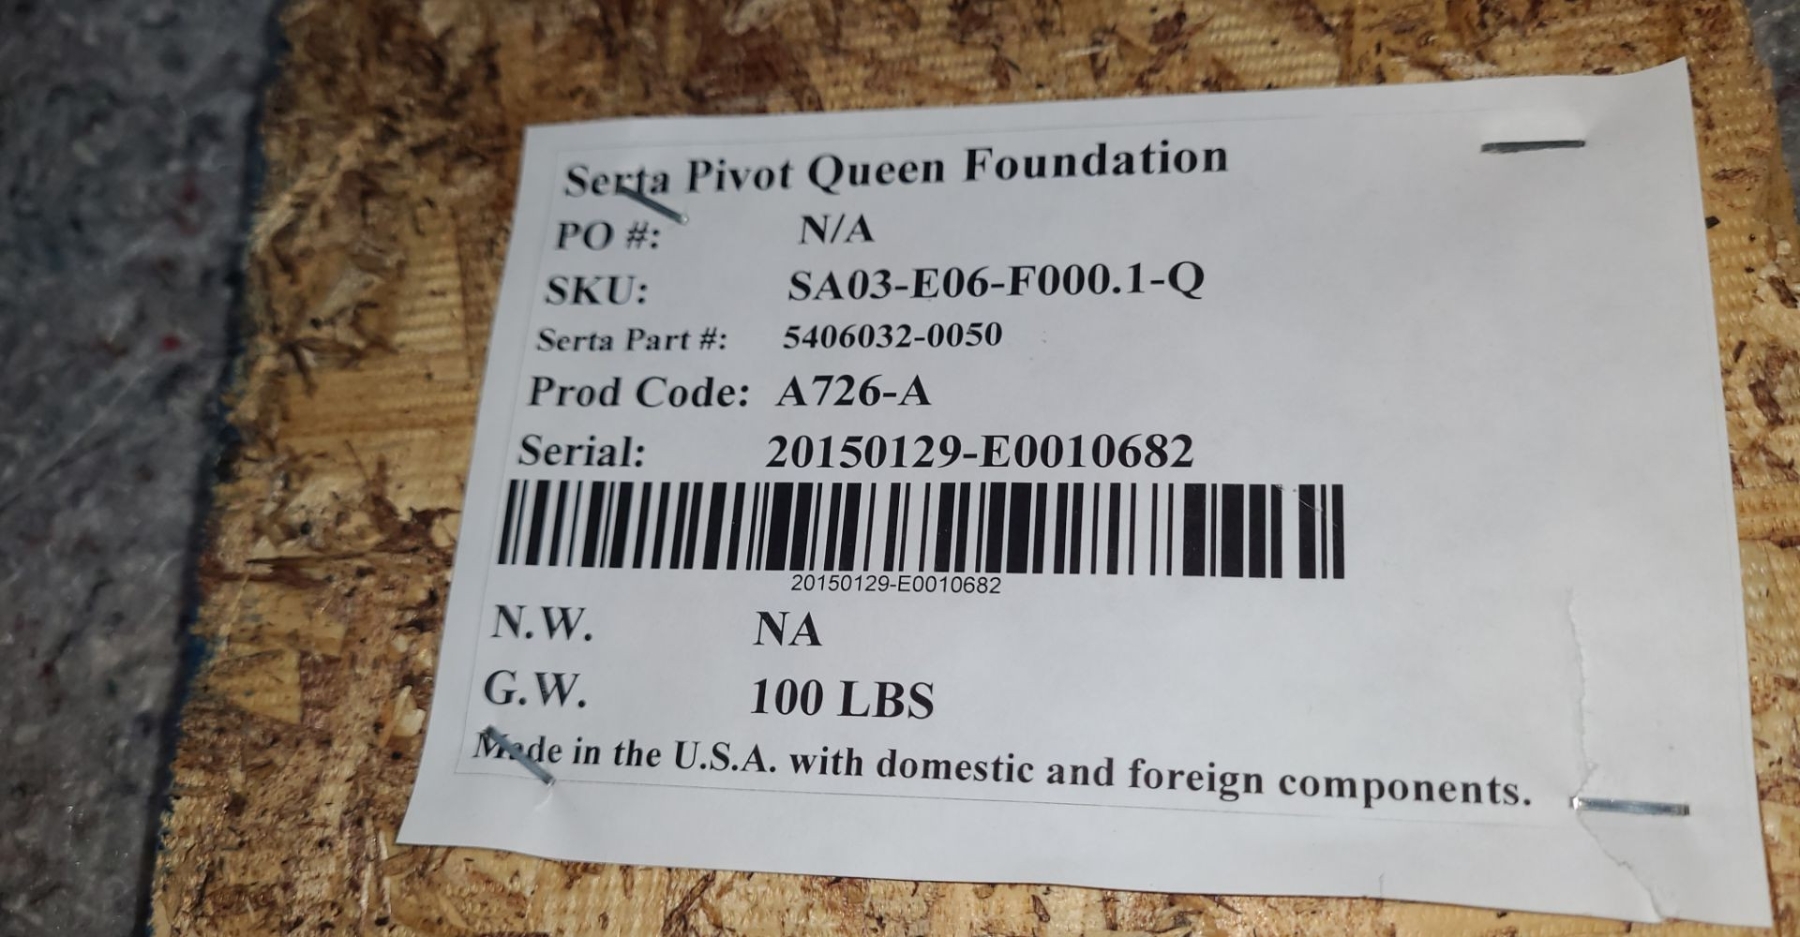 Serta Pivot Queen Foundation
PO #: N/A
SKU: SA03-E06-F000.1-Q
Serta Part #: 5406032-0050
Prod Code: A726-A
Serial: 20150129-E0010682
20150129-E0010682
N.W. NA
G.W. 100 LBS
Made in the U.S.A. with domestic and foreign components.